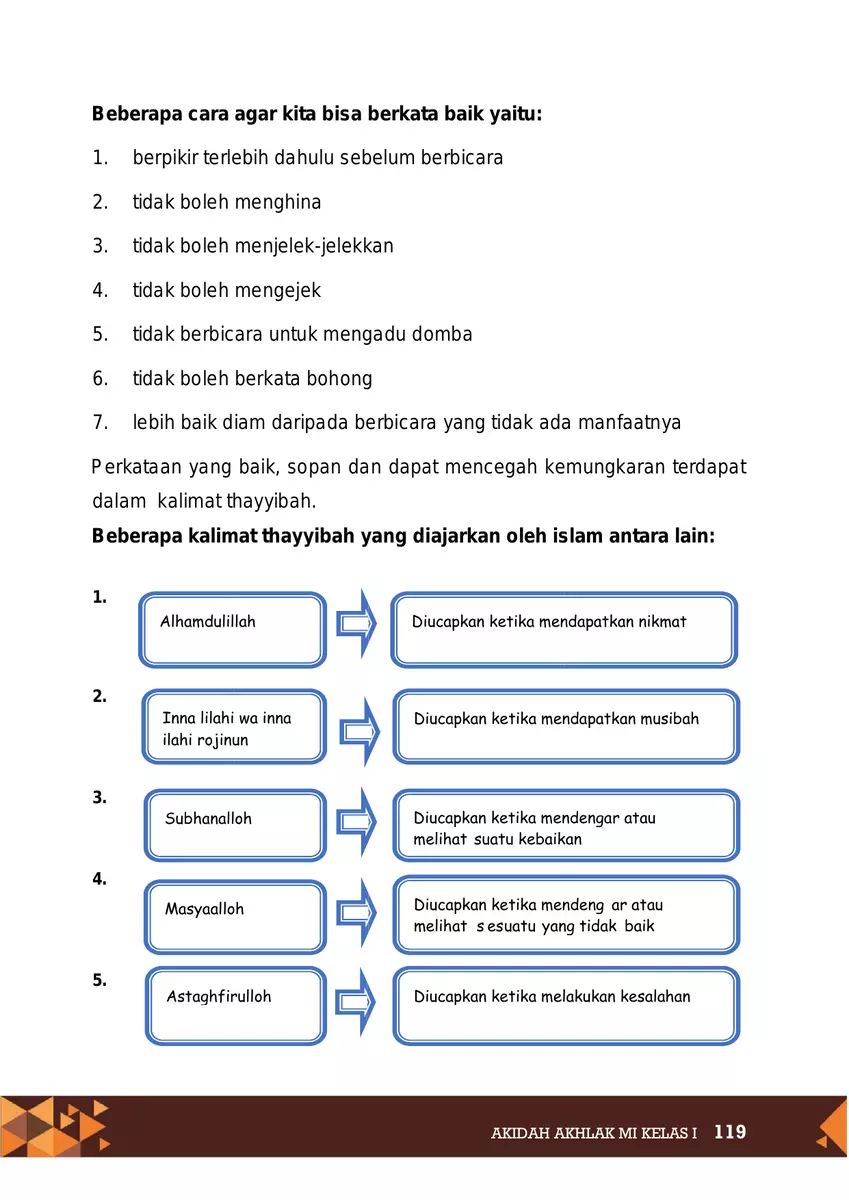 Beberapa cara agar kita bisa berkata baik yaitu:
1. berpikir terlebih dahulu sebelum berbicara
2. tidak boleh menghina
3. tidak boleh menjelek-jelekkan
4. tidak boleh mengejek
5. tidak berbicara untuk mengadu domba
6. tidak boleh berkata bohong
7. lebih baik diam daripada berbicara yang tidak ada manfaatnya
Perkataan yang baik, sopan dan dapat mencegah kemungkaran terdapat
dalam kalimat thayyibah.
Beberapa kalimat thayyibah yang diajarkan oleh islam antara lain:
1.
Alhamdulillah
Diucapkan ketika mendapatkan nikmat
2.
Inna lilahi wa inna
ilahi rojinun
Diucapkan ketika mendapatkan musibah
3.
Subhanalloh
Diucapkan ketika mendengar atau
melihat suatu kebaikan
4.
Masyaalloh
Diucapkan ketika mendeng ar atau
melihat s esuatu yang tidak baik
5.
Astaghfirulloh
Diucapkan ketika melakukan kesalahan
AKIDAH AKHLAK MI KELAS I 119